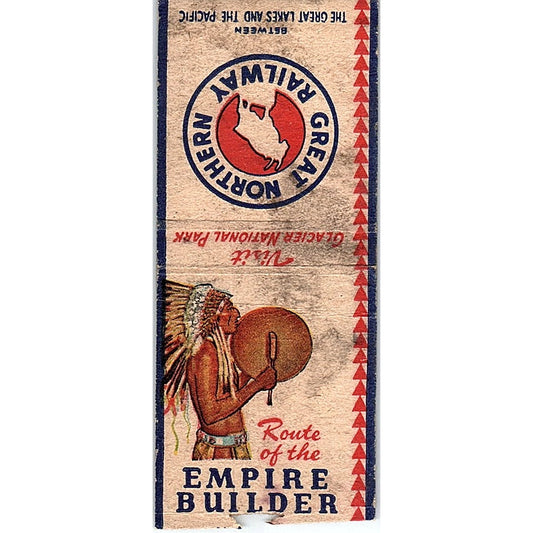 THE GREAT LAKES AND THE PACIFIC
BETWEEN
GREAT NORTHERN
RAILWAY
Visit
GLACIER NATIONAL PARK
Route
of the
EMPIRE
BUILDER